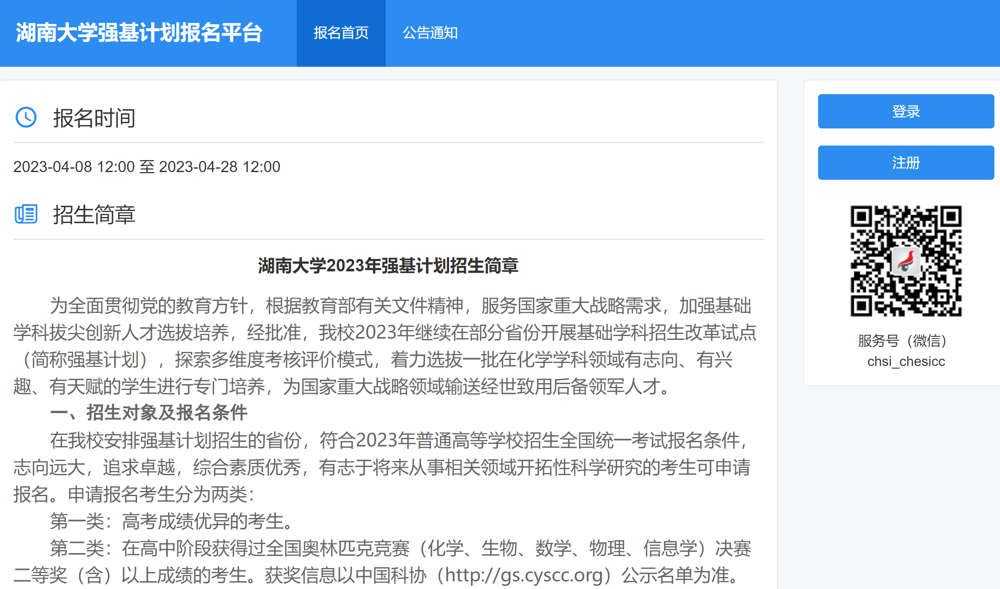 湖南大学强基计划报名平台
报名首页
公告通知
报名时间
2023-04-08 12:00 至 2023-04-28 12:00
招生简章
湖南大学2023年强基计划招生简章
为全面贯彻党的教育方针，根据教育部有关文件精神，服务国家重大战略需求，加强基础
学科拔尖创新人才选拔培养，经批准，我校2023年继续在部分省份开展基础学科招生改革试点
（简称强基计划），探索多维度考核评价模式，着力选拔一批在化学学科领域有志向、有兴
趣、有天赋的学生进行专门培养，为国家重大战略领域输送经世致用后备领军人才。
一、招生对象及报名条件
在我校安排强基计划招生的省份，符合2023年普通高等学校招生全国统一考试报名条件，
志向远大，追求卓越，综合素质优秀，有志于将来从事相关领域开拓性科学研究的考生可申请
报名。申请报名考生分为两类：
第一类：高考成绩优异的考生。
第二类：在高中阶段获得过全国奥林匹克竞赛（化学、生物、数学、物理、信息学）决赛
二等奖（含）以上成绩的考生。获奖信息以中国科协（http://gs.cyscc.org）公示名单为准。
登录
注册
服务号（微信）
chsi_chesicc